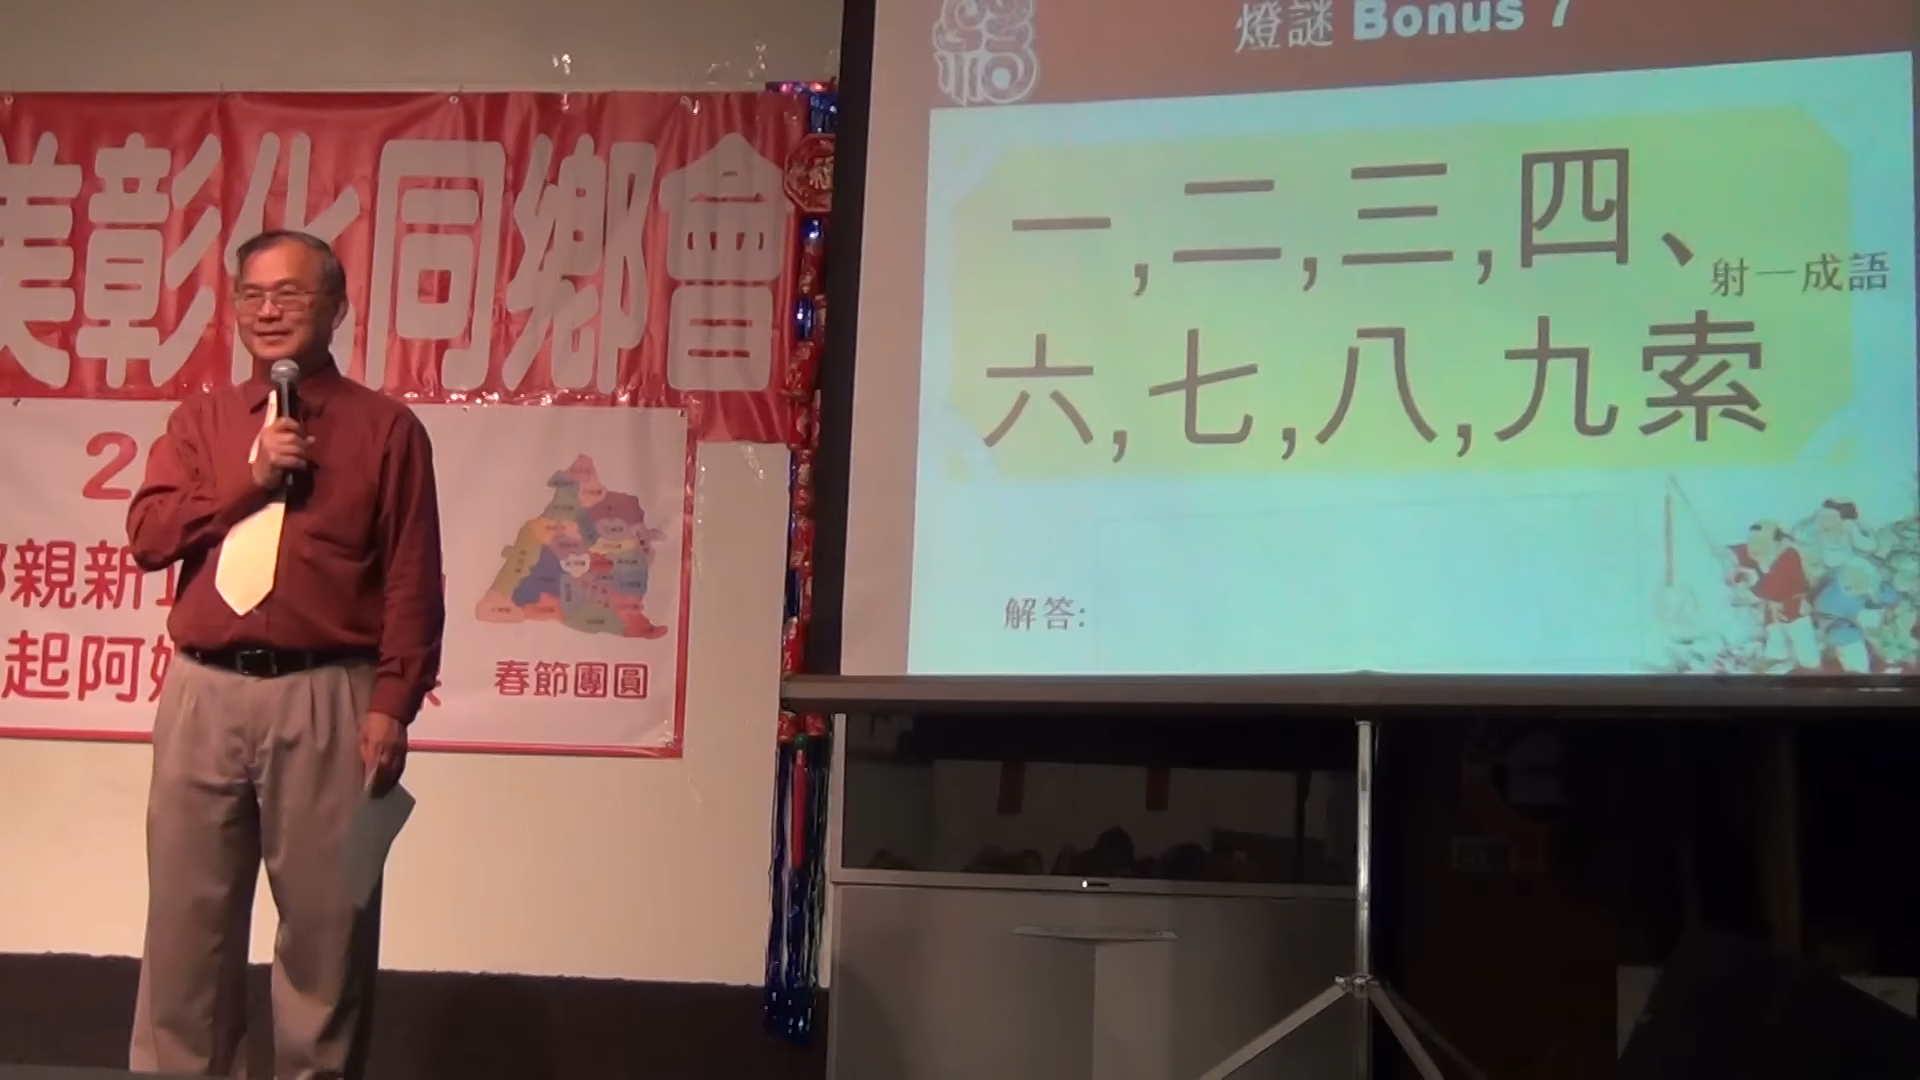 美彰化同鄉會
2
親新
起阿
春節團圓
燈謎 Bonus 7
一,二,三,四、
射一成語
六,七,八,九索
解答: